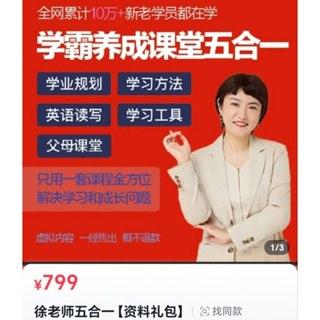 全网累计10万+新老学员都在学
学霸养成课堂五合一
学业规划 学习方法
英语读写 学习工具
父母课堂
只用一套课程全方位
解决学习和成长问题
虚拟内容 一经售出 概不退款
1/3
¥799
徐老师五合一【资料礼包】 找同款